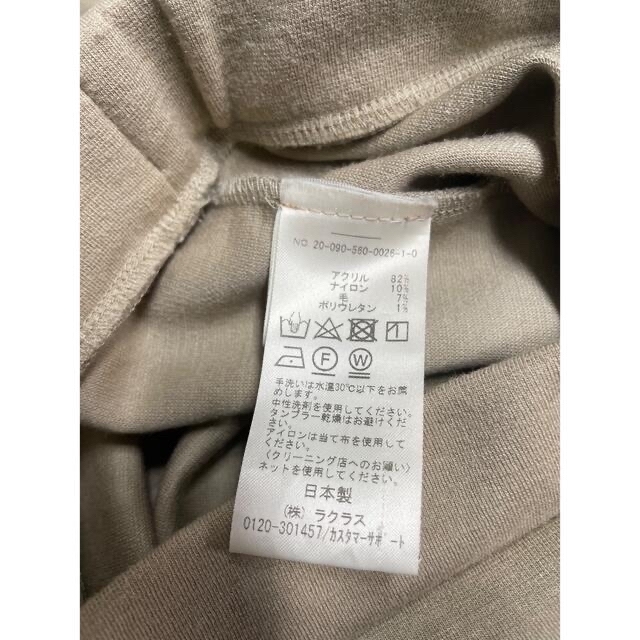 NO 20-090-560-0026-1-0
アクリル 82%
ナイロン 10%
毛 7%
ポリウレタン 1%
F W
手洗いは水温30℃以下をお薦
めします。
中性洗剤を使用してください。
タンブラー乾燥はお避けくださ
い。
アイロンは当て布を使用して
ください。
〈クリーニング店へのお願い〉
ネットを使用してください。
日本製
(株) ラクラス
0120-301457/カスタマーサポート